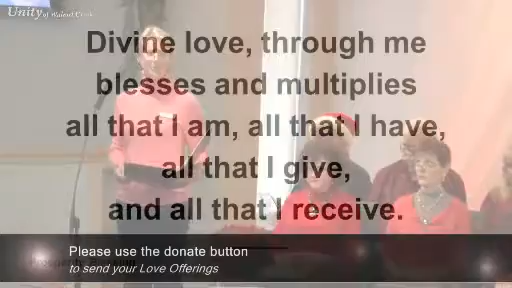 Unity of Walnut Creek
Divine love, through me
blesses and multiplies
all that I am, all that I have,
all that I give,
and all that I receive.
Please use the donate button
to send your Love Offerings